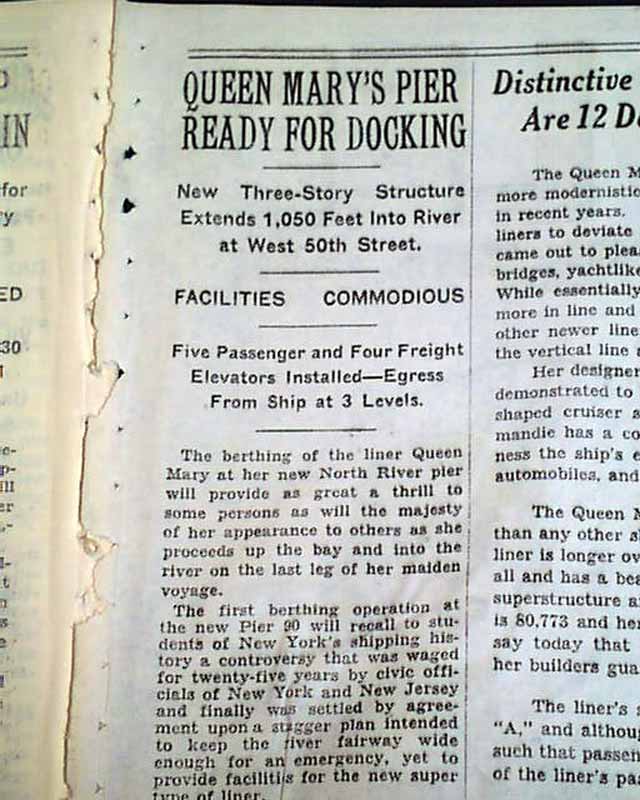 IN
for
ED
30
QUEEN MARY'S PIER
READY FOR DOCKING
New Three-Story Structure
Extends 1,050 Feet Into River
at West 50th Street.
FACILITIES COMMODIOUS
Five Passenger and Four Freight
Elevators Installed—Egress
From Ship at 3 Levels.
The berthing of the liner Queen
Mary at her new North River pier
will provide as great a thrill to
some persons as will the majesty
of her appearance to others as she
proceeds up the bay and into the
river on the last leg of her maiden
voyage.
The first berthing operation at
the new Pier 90 will recall to stu-
dents of New York's shipping his-
tory a controversy that was waged
for twenty-five years by civic offi-
cials of New York and New Jersey
and finally was settled by agree-
ment upon a stagger plan intended
to keep the river fairway wide
enough for an emergency, yet to
provide facilities for the new super
type of liner.
Distinctive
Are 12 De
The Queen M
more modernistic
in recent years.
liners to deviate
came out to plea
bridges, yachtlike
While essentially
more in line and
other newer line
the vertical line
Her designer
demonstrated to
shaped cruiser s
mandie has a co
ness the ship's e
automobiles, and
The Queen M
than any other s
liner is longer ov
all and has a bea
superstructure a
is 80,773 and her
say today that
her builders gua
The liner's s
"A," and althoug
such that passen
of the liner's pa